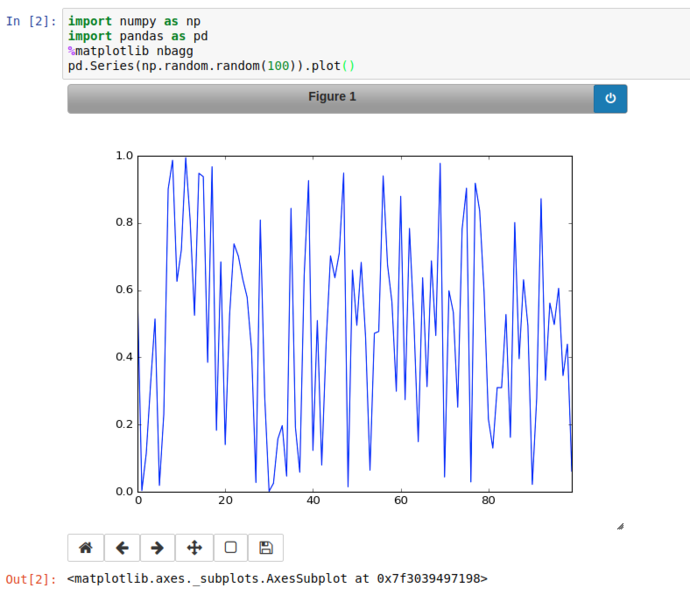 In [2]: import numpy as np
import pandas as pd
%matplotlib nbagg
pd.Series(np.random.random(100)).plot()
Figure 1
1.0
0.8
0.6
0.4
0.2
0.0
0 20 40 60 80
Out[2]: <matplotlib.axes._subplots.AxesSubplot at 0x7f3039497198>